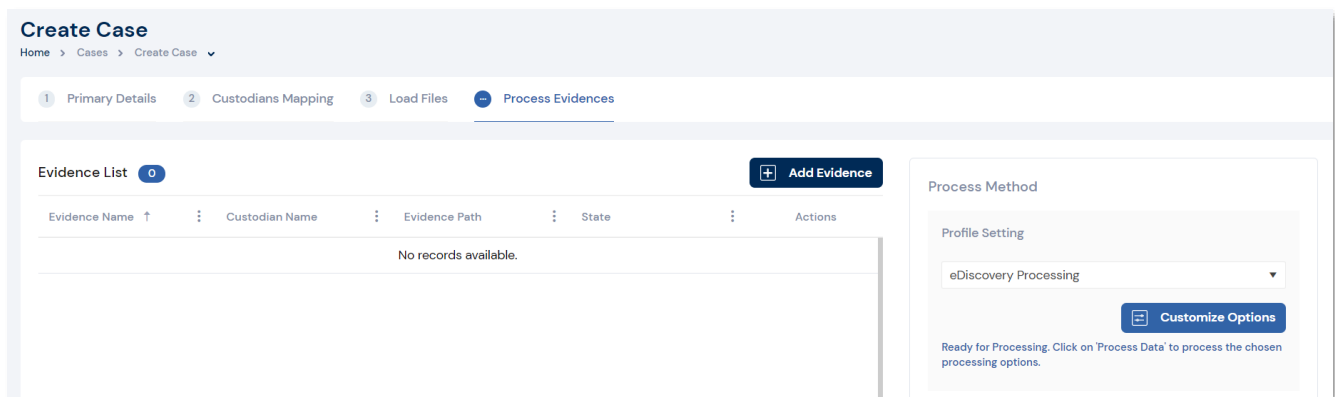 Create Case
Home > Cases > Create Case
1 Primary Details 2 Custodians Mapping 3 Load Files Process Evidences
Evidence List 0
Add Evidence
Evidence Name ↑ Custodian Name Evidence Path State Actions
No records available.
Process Method
Profile Setting
eDiscovery Processing
Customize Options
Ready for Processing. Click on 'Process Data' to process the chosen
processing options.